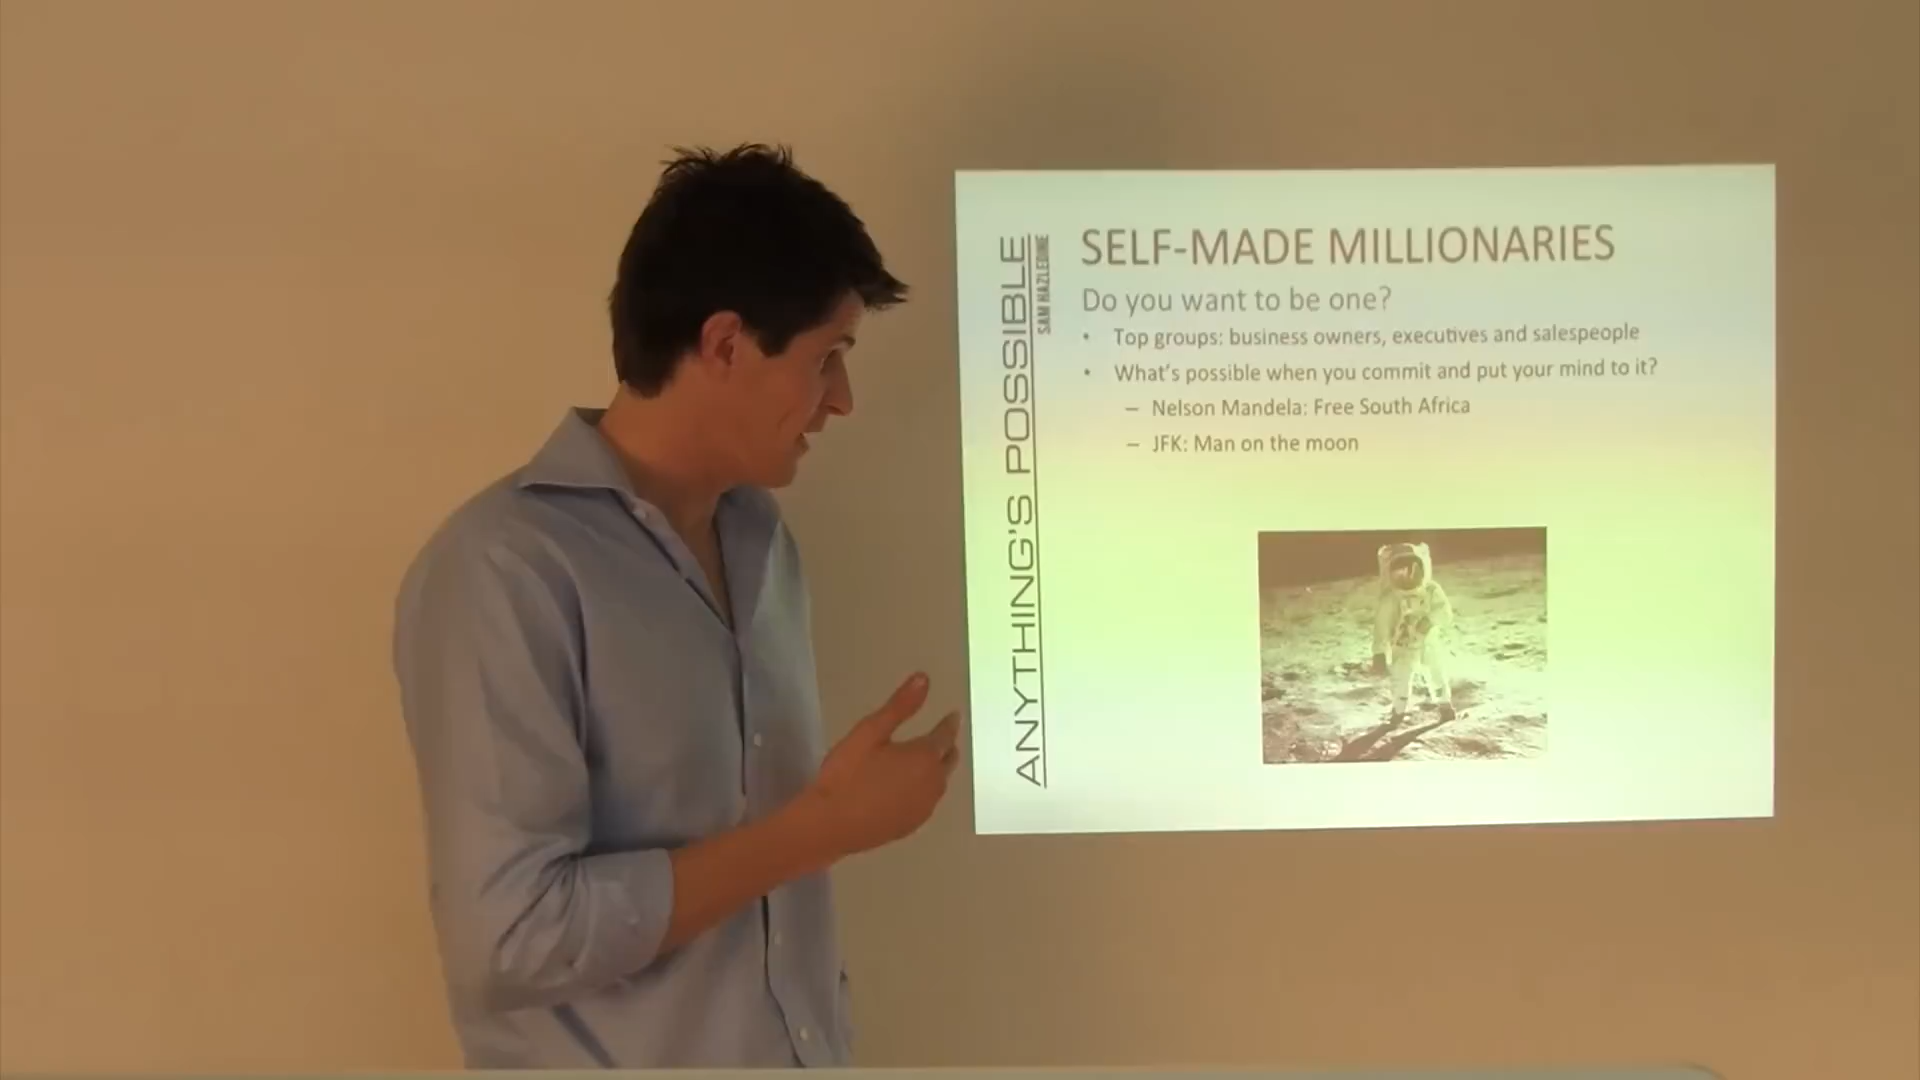 ANYTHING'S POSSIBLE
SAM HAZLEDINE
SELF-MADE MILLIONARIES
Do you want to be one?
• Top groups: business owners, executives and salespeople
• What's possible when you commit and put your mind to it?
– Nelson Mandela: Free South Africa
– JFK: Man on the moon